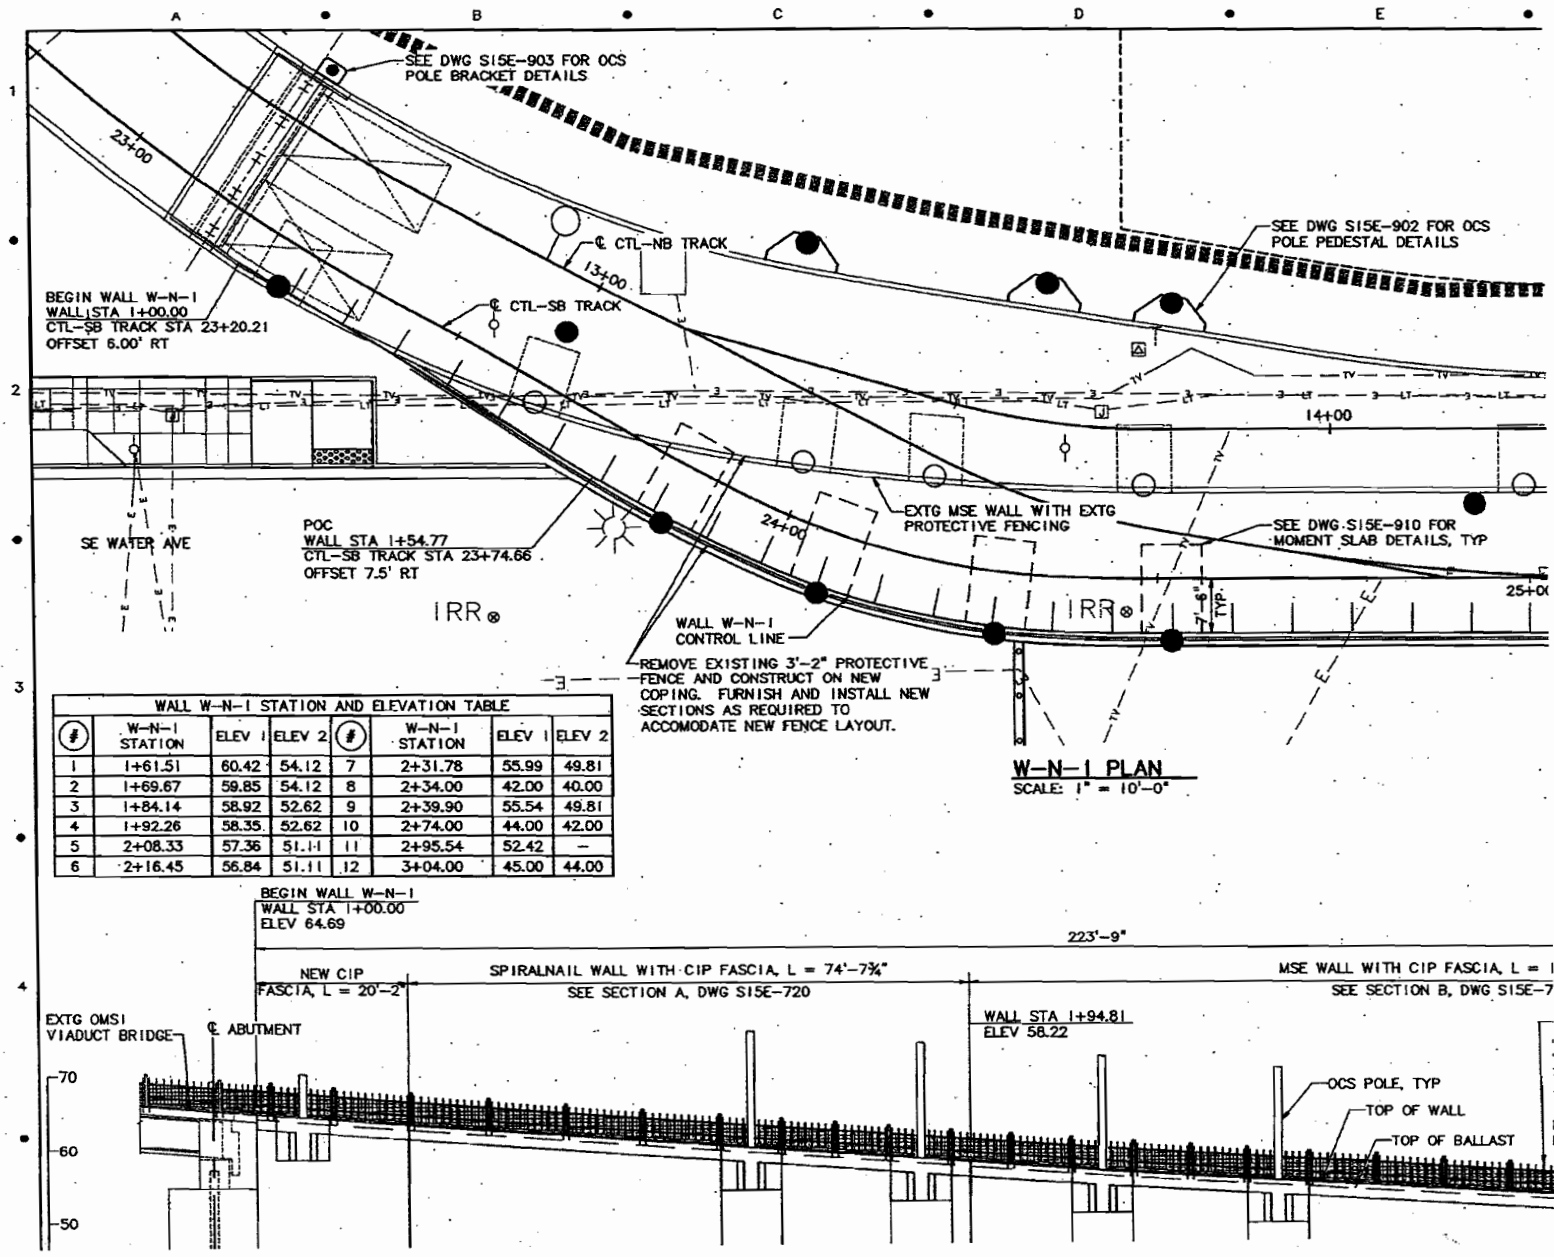 A B C D E
1
SEE DWG S15E-903 FOR OCS
POLE BRACKET DETAILS
23+00
℄ CTL-NB TRACK
13+00
SEE DWG S15E-902 FOR OCS
POLE PEDESTAL DETAILS
BEGIN WALL W-N-1
WALL STA 1+00.00
CTL-SB TRACK STA 23+20.21
OFFSET 6.00' RT
℄ CTL-SB TRACK
2
14+00
EXTG MSE WALL WITH EXTG
PROTECTIVE FENCING
24+00
SEE DWG S15E-910 FOR
MOMENT SLAB DETAILS, TYP
SE WATER AVE
POC
WALL STA 1+54.77
CTL-SB TRACK STA 23+74.66
OFFSET 7.5' RT
IRR
IRR
7'-6"
TYP.
25+00
WALL W-N-1
CONTROL LINE
REMOVE EXISTING 3'-2" PROTECTIVE
FENCE AND CONSTRUCT ON NEW
COPING. FURNISH AND INSTALL NEW
SECTIONS AS REQUIRED TO
ACCOMODATE NEW FENCE LAYOUT.
3
W-N-1 PLAN
SCALE: 1" = 10'-0"
WALL W-N-1 STATION AND ELEVATION TABLE
# W-N-1 STATION ELEV 1 ELEV 2 # W-N-1 STATION ELEV 1 ELEV 2
1 1+61.51 60.42 54.12 7 2+31.78 55.99 49.81
2 1+69.67 59.85 54.12 8 2+34.00 42.00 40.00
3 1+84.14 58.92 52.62 9 2+39.90 55.54 49.81
4 1+92.26 58.35 52.62 10 2+74.00 44.00 42.00
5 2+08.33 57.36 51.11 11 2+95.54 52.42 —
6 2+16.45 56.84 51.11 12 3+04.00 45.00 44.00
BEGIN WALL W-N-1
WALL STA 1+00.00
ELEV 64.69
223'-9"
4
NEW CIP
FASCIA, L = 20'-2"
SPIRALNAIL WALL WITH CIP FASCIA, L = 74'-7¾"
SEE SECTION A, DWG S15E-720
MSE WALL WITH CIP FASCIA, L = 1
SEE SECTION B, DWG S15E-7
WALL STA 1+94.81
ELEV 58.22
EXTG OMSI
VIADUCT BRIDGE
℄ ABUTMENT
70
OCS POLE, TYP
TOP OF WALL
TOP OF BALLAST
60
50